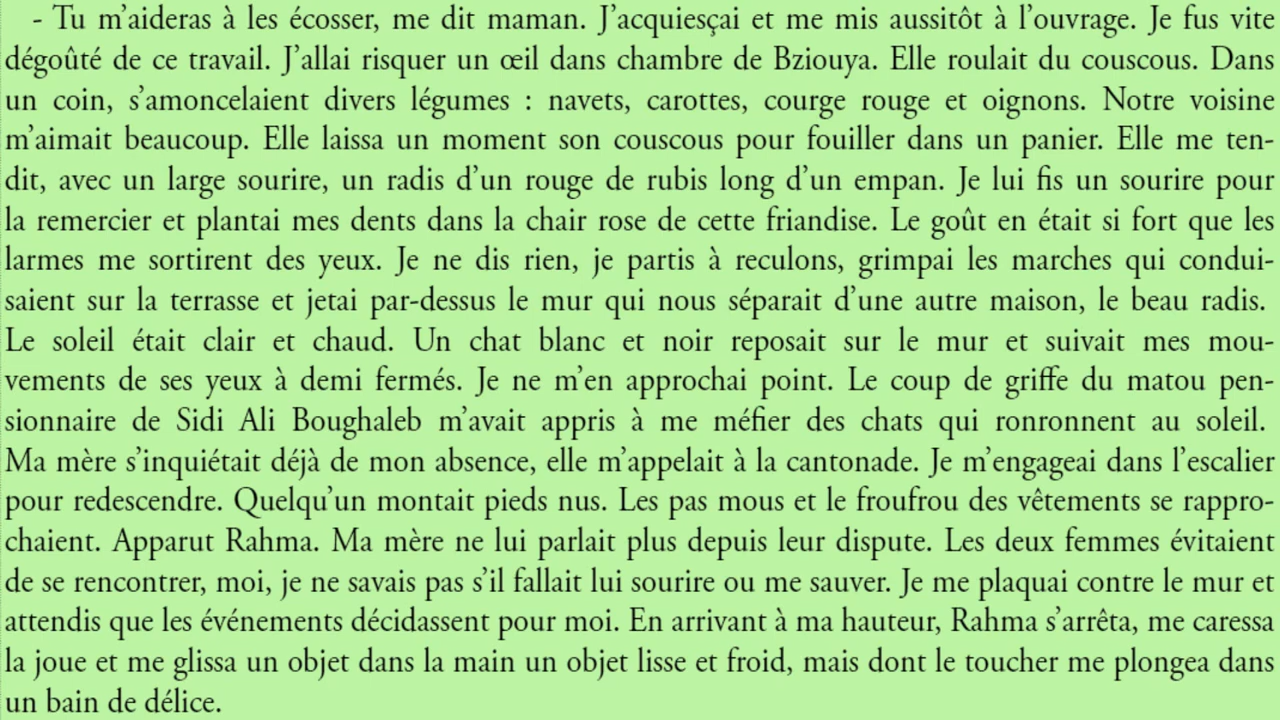 - Tu m'aideras à les écosser, me dit maman. J'acquiesçai et me mis aussitôt à l'ouvrage. Je fus vite
dégoûté de ce travail. J'allai risquer un œil dans chambre de Bziouya. Elle roulait du couscous. Dans
un coin, s'amoncelaient divers légumes : navets, carottes, courge rouge et oignons. Notre voisine
m'aimait beaucoup. Elle laissa un moment son couscous pour fouiller dans un panier. Elle me ten-
dit, avec un large sourire, un radis d'un rouge de rubis long d'un empan. Je lui fis un sourire pour
la remercier et plantai mes dents dans la chair rose de cette friandise. Le goût en était si fort que les
larmes me sortirent des yeux. Je ne dis rien, je partis à reculons, grimpai les marches qui condui-
saient sur la terrasse et jetai par-dessus le mur qui nous séparait d'une autre maison, le beau radis.
Le soleil était clair et chaud. Un chat blanc et noir reposait sur le mur et suivait mes mou-
vements de ses yeux à demi fermés. Je ne m'en approchai point. Le coup de griffe du matou pen-
sionnaire de Sidi Ali Boughaleb m'avait appris à me méfier des chats qui ronronnent au soleil.
Ma mère s'inquiétait déjà de mon absence, elle m'appelait à la cantonade. Je m'engageai dans l'escalier
pour redescendre. Quelqu'un montait pieds nus. Les pas mous et le froufrou des vêtements se rappro-
chaient. Apparut Rahma. Ma mère ne lui parlait plus depuis leur dispute. Les deux femmes évitaient
de se rencontrer, moi, je ne savais pas s'il fallait lui sourire ou me sauver. Je me plaquai contre le mur et
attendis que les événements décidassent pour moi. En arrivant à ma hauteur, Rahma s'arrêta, me caressa
la joue et me glissa un objet dans la main un objet lisse et froid, mais dont le toucher me plongea dans
un bain de délice.